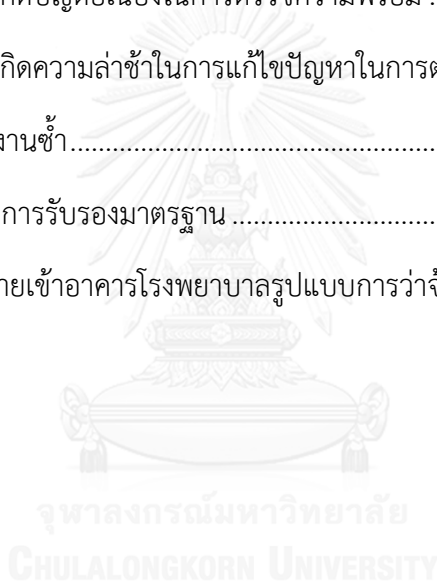 กิดความล่าช้าในการแก้ไขปัญหาในการต
งานซ้ำ
การรับรองมาตรฐาน
ายเข้าอาคารโรงพยาบาลรูปแบบการว่าจ้
จุฬาลงกรณ์มหาวิทยาลัย
CHULALONGKORN UNIVERSITY